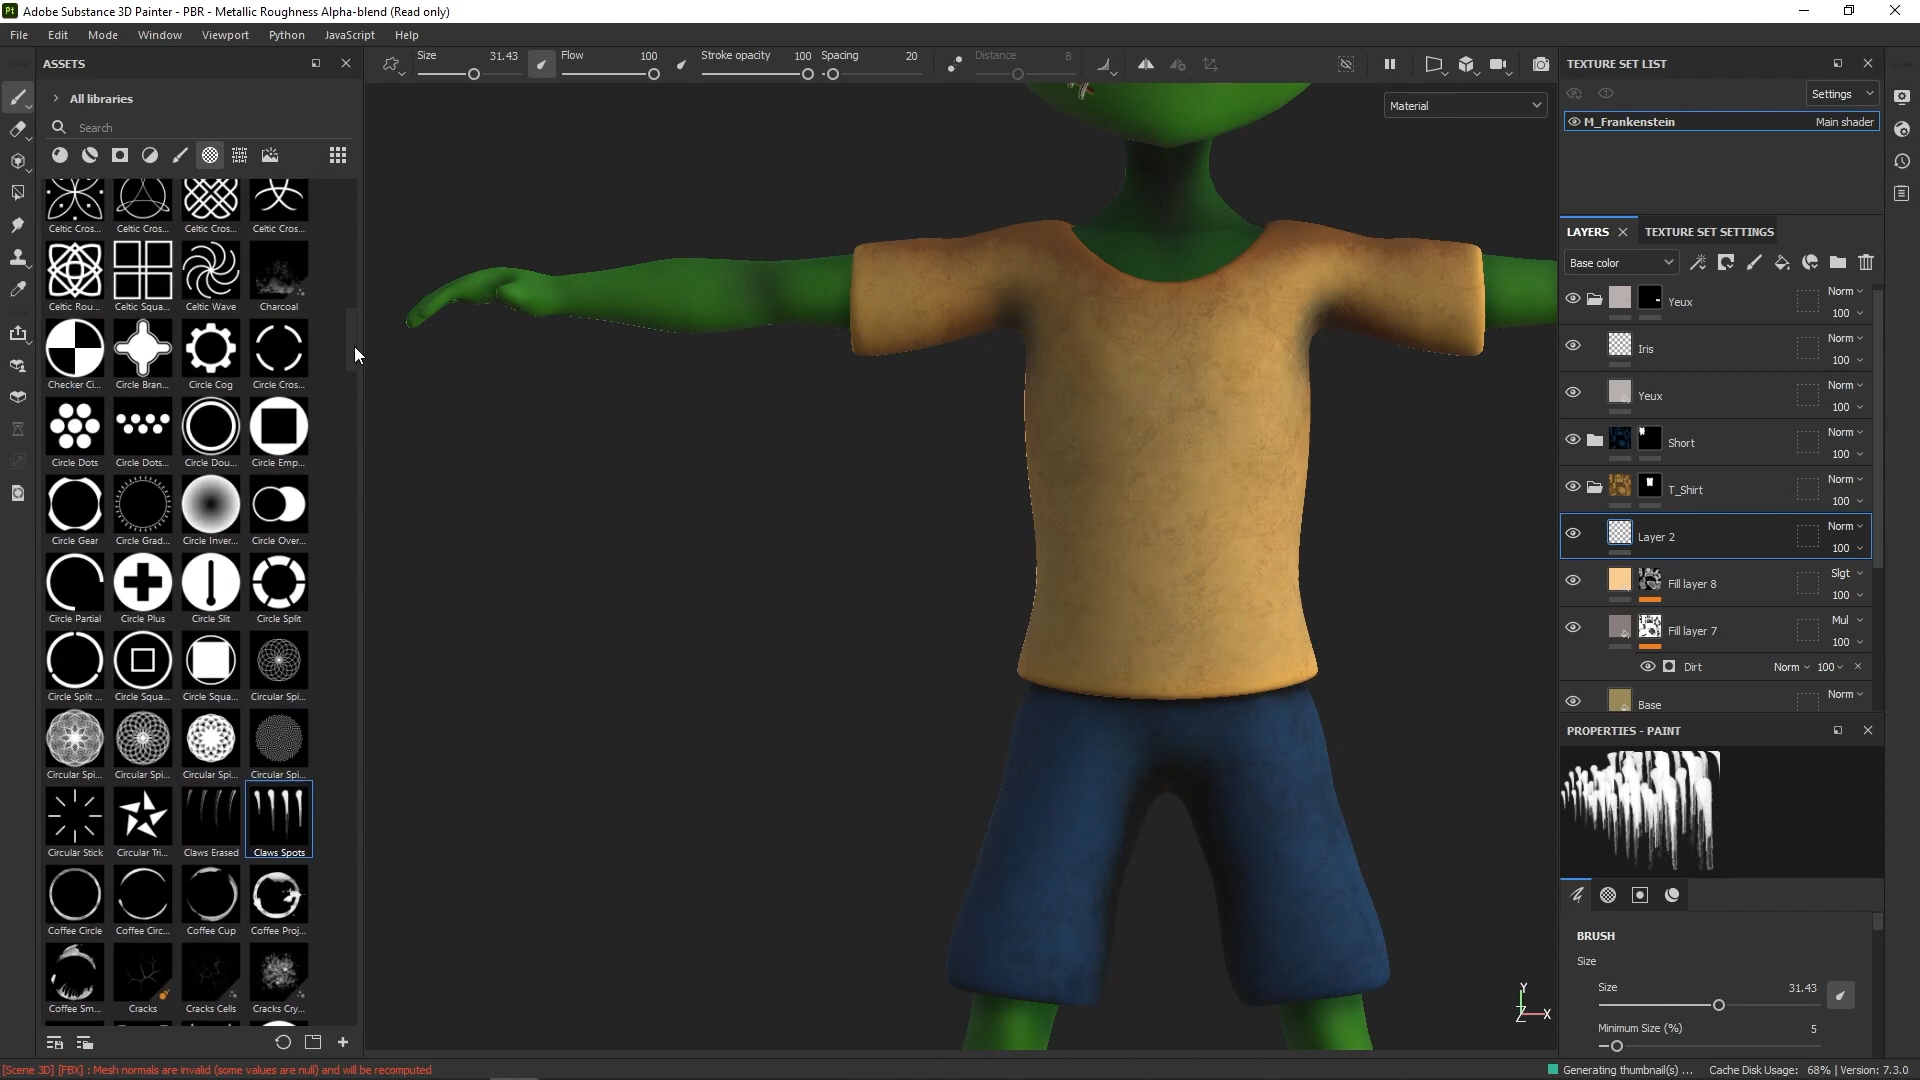 Pt Adobe Substance 3D Painter - PBR - Metallic Roughness Alpha-blend (Read only)
File Edit Mode Window Viewport Python JavaScript Help
ASSETS
Size 31.43 Flow 100 Stroke opacity 100 Spacing 20 Distance 8
Material
All libraries
Search
Celtic Cros... Celtic Cros... Celtic Cros... Celtic Cros...
Celtic Rou... Celtic Squa... Celtic Wave Charcoal
Checker Ci... Circle Bran... Circle Cog Circle Cros...
Circle Dots Circle Dots... Circle Dou... Circle Emp...
Circle Gear Circle Grad... Circle Inver... Circle Over...
Circle Partial Circle Plus Circle Slit Circle Split
Circle Split ... Circle Squa... Circle Squa... Circular Spi...
Circular Spi... Circular Spi... Circular Spi... Circular Spi...
Circular Stick Circular Tri... Claws Erased Claws Spots
Coffee Circle Coffee Circ... Coffee Cup Coffee Proj...
Coffee Sm... Cracks Cracks Cells Cracks Cry...
Y
Z X
TEXTURE SET LIST
Settings
M_Frankenstein Main shader
LAYERS TEXTURE SET SETTINGS
Base color
Yeux Norm 100
Iris Norm 100
Yeux Norm 100
Short Norm 100
T_Shirt Norm 100
Layer 2 Norm 100
Fill layer 8 Slgt 100
Fill layer 7 Mul 100
Dirt Norm 100
Base Norm
PROPERTIES - PAINT
BRUSH
Size
Size 31.43
Minimum Size (%) 5
[Scene 3D] [FBX] : Mesh normals are invalid (some values are null) and will be recomputed
Generating thumbnail(s) ... Cache Disk Usage: 68% | Version: 7.3.0